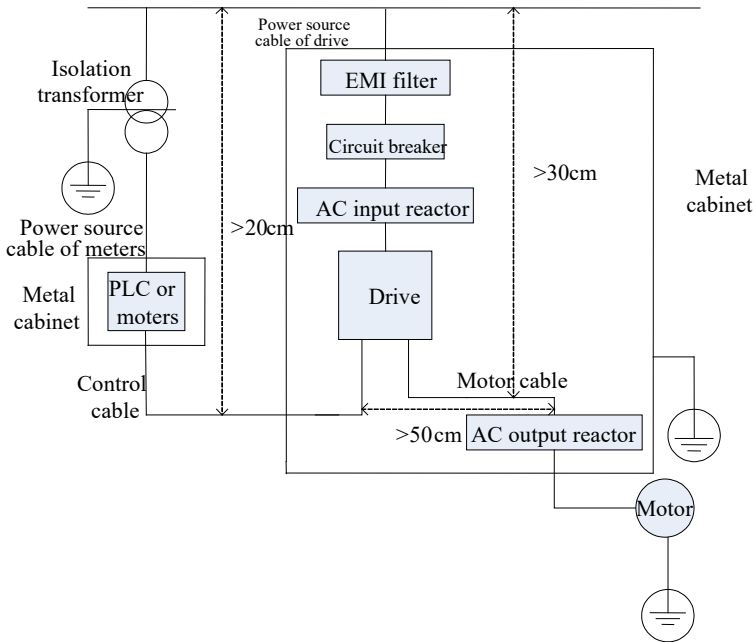 Power source
cable of drive
Isolation
transformer
EMI filter
Circuit breaker
>30cm
Metal
cabinet
AC input reactor
>20cm
Power source
cable of meters
PLC or
moters
Metal
cabinet
Drive
Control
cable
Motor cable
>50cm
AC output reactor
Motor